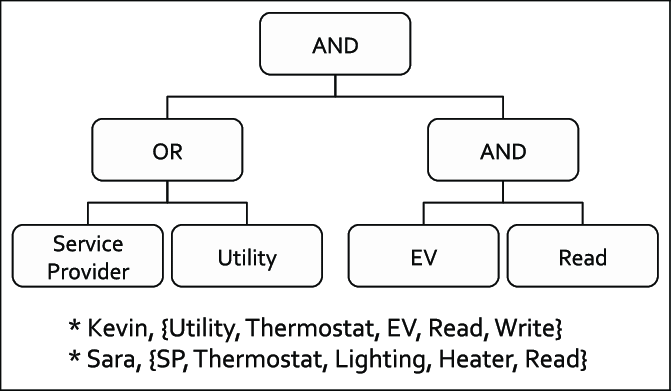 AND
OR
AND
Service
Provider
Utility
EV
Read
* Kevin, {Utility, Thermostat, EV, Read, Write}
* Sara, {SP, Thermostat, Lighting, Heater, Read}